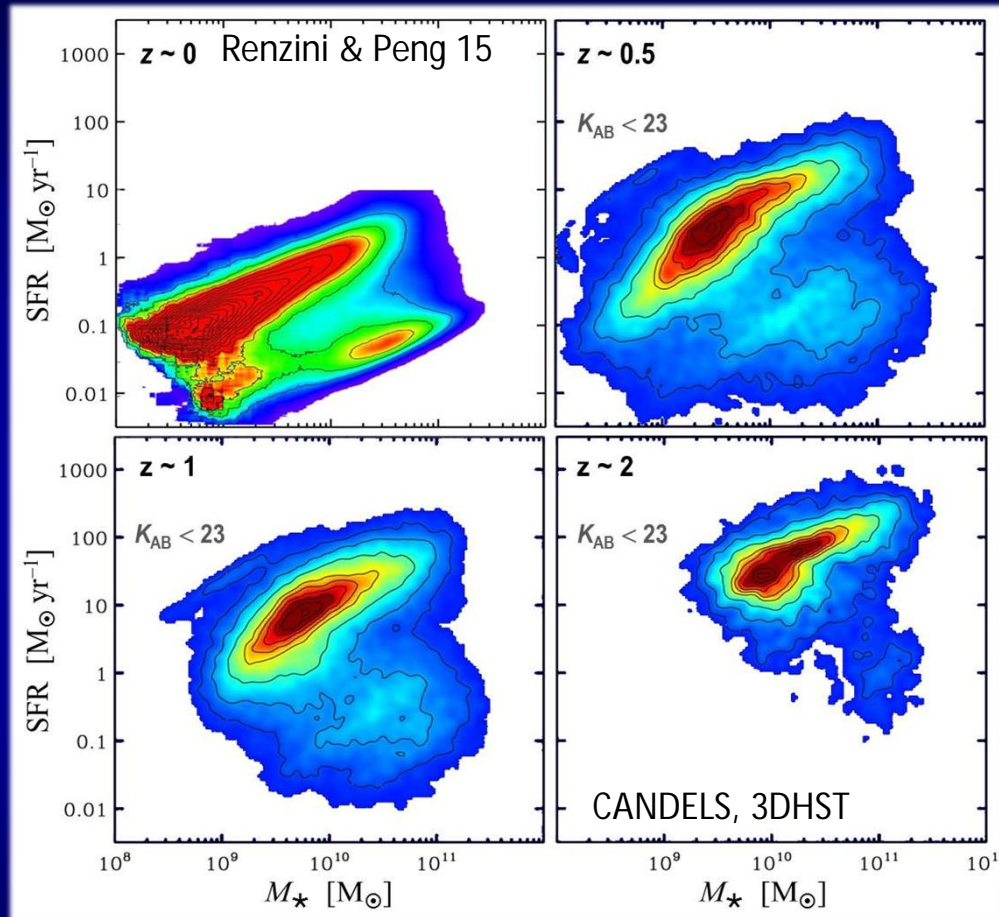 z ~ 0 Renzini & Peng 15
z ~ 0.5
K_AB < 23
1000
100
10
1
0.1
0.01
SFR [M⊙ yr⁻¹]
z ~ 1
K_AB < 23
z ~ 2
K_AB < 23
1000
100
10
1
0.1
0.01
SFR [M⊙ yr⁻¹]
CANDELS, 3DHST
10⁸ 10⁹ 10¹⁰ 10¹¹
10⁹ 10¹⁰ 10¹¹
M★ [M⊙]
M★ [M⊙]